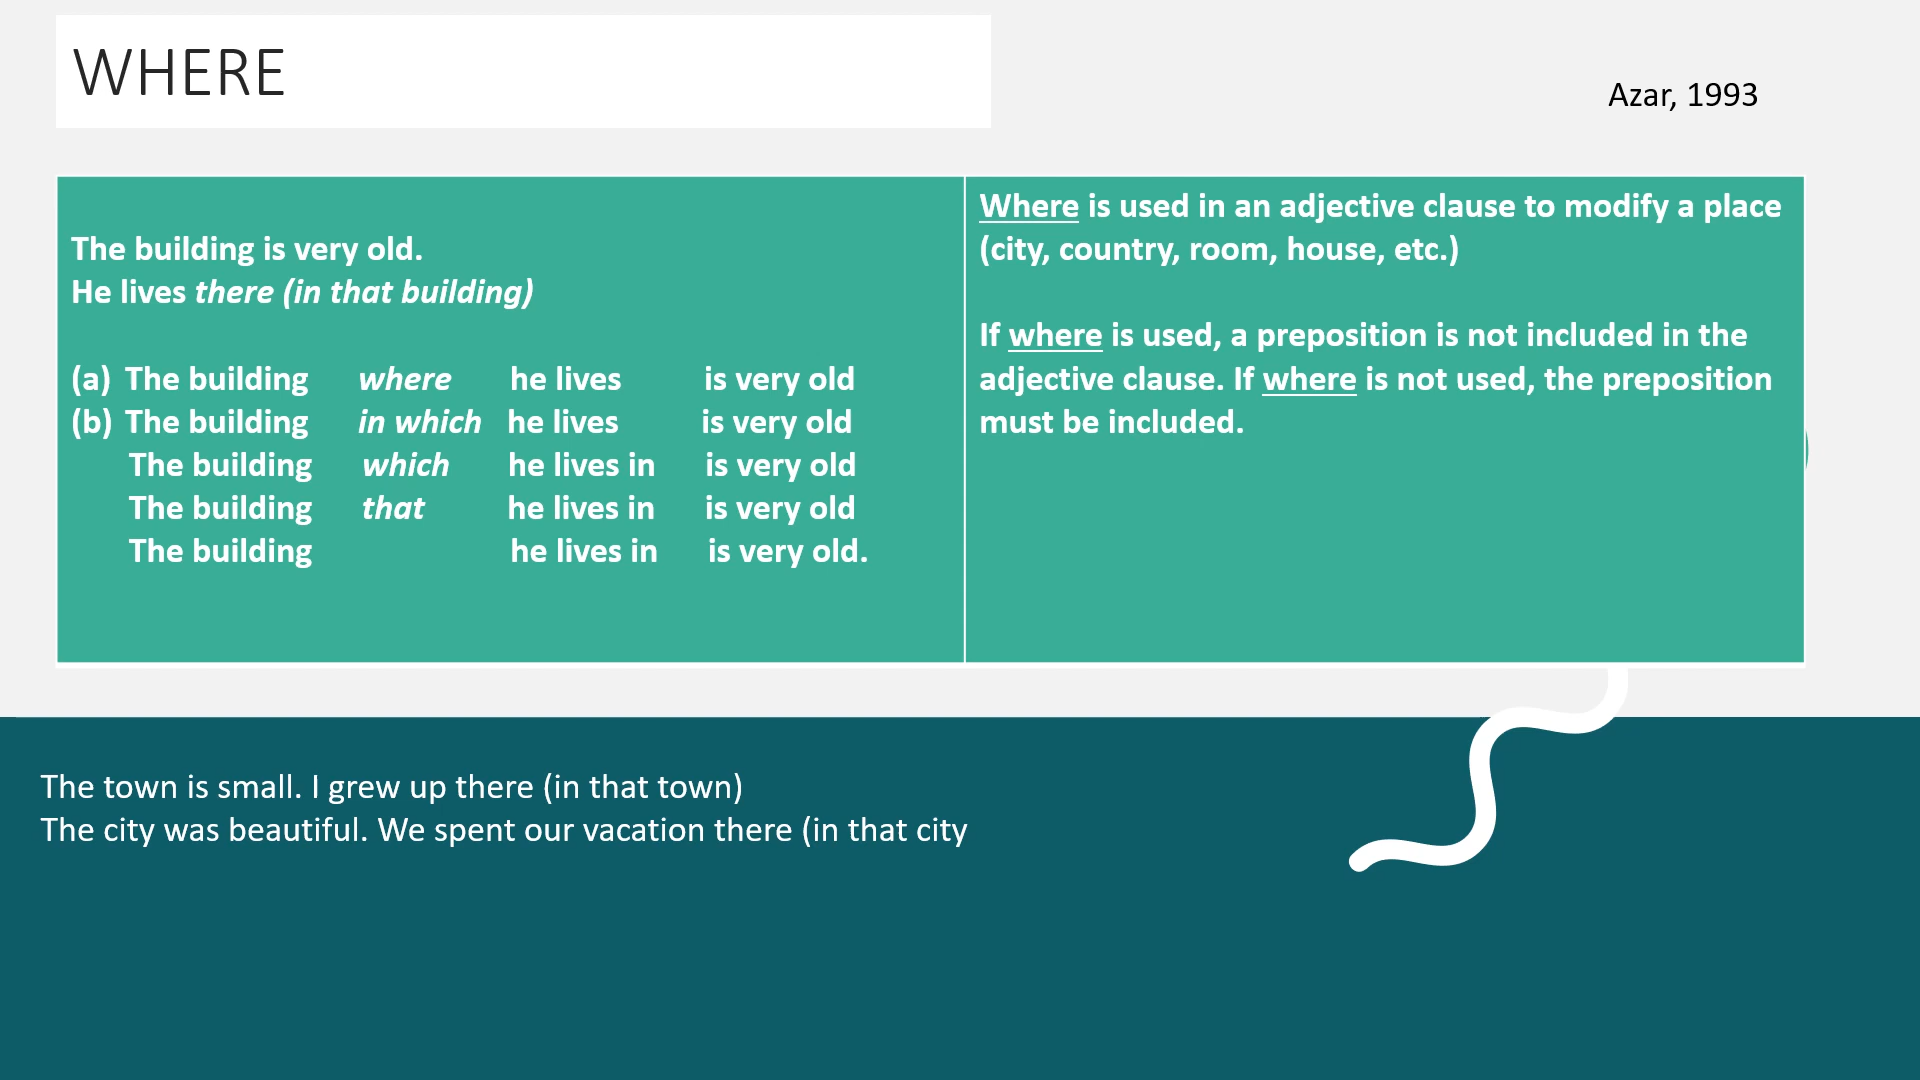 WHERE
Azar, 1993
The building is very old.
He lives there (in that building)
(a) The building where he lives is very old
(b) The building in which he lives is very old
The building which he lives in is very old
The building that he lives in is very old
The building he lives in is very old.
Where is used in an adjective clause to modify a place
(city, country, room, house, etc.)
If where is used, a preposition is not included in the
adjective clause. If where is not used, the preposition
must be included.
The town is small. I grew up there (in that town)
The city was beautiful. We spent our vacation there (in that city